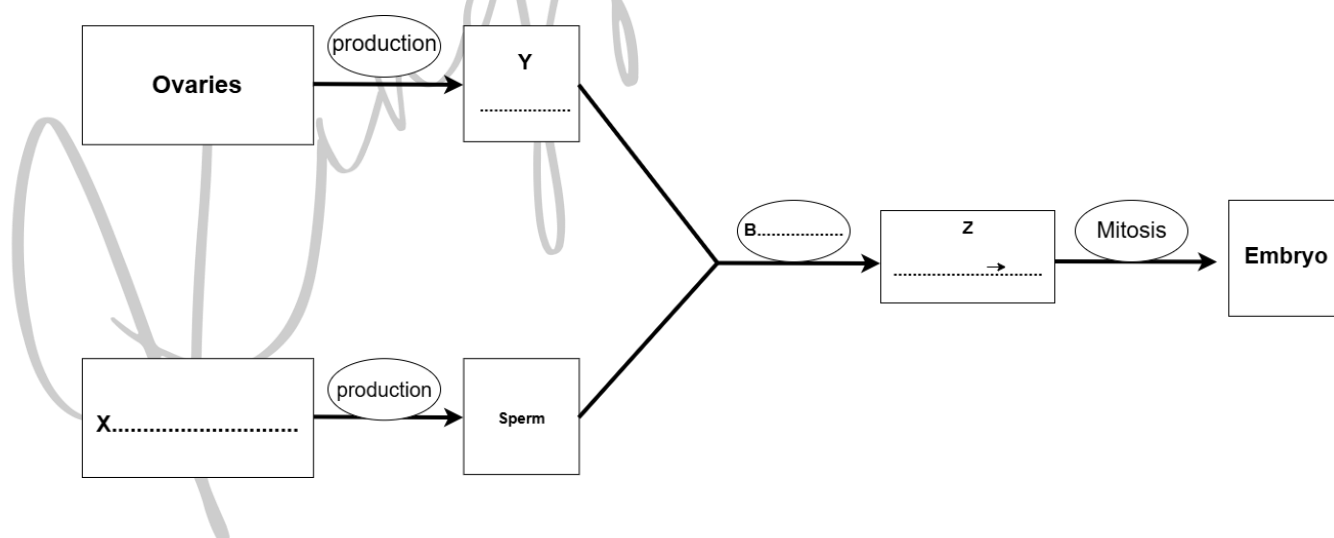 production
Ovaries
Y
...................
B..................
Z
...............................
Mitosis
Embryo
X..............................
production
Sperm